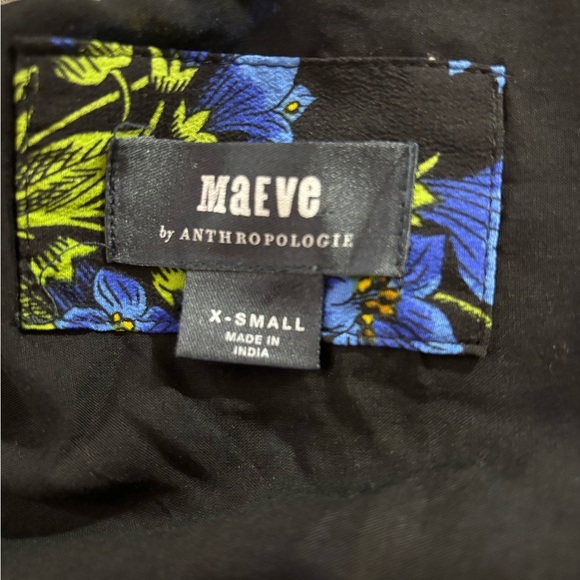 MaEVe
by ANTHROPOLOGIE
X-SMALL
MADE IN
INDIA